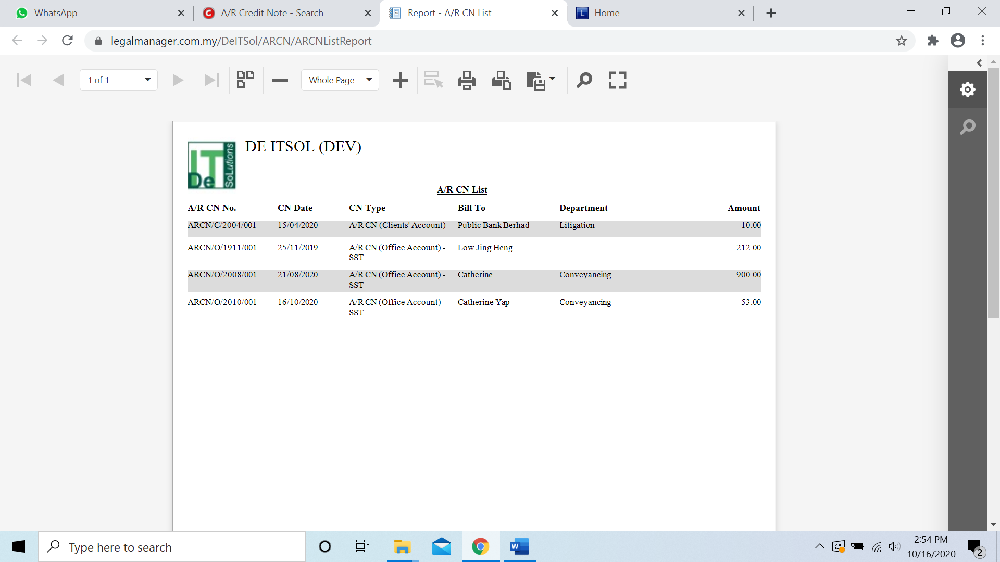 WhatsApp
A/R Credit Note - Search
Report - A/R CN List
L Home
legalmanager.com.my/DeITSol/ARCN/ARCNListReport
1 of 1
Whole Page
IT De SoLutions
DE ITSOL (DEV)
A/R CN List
A/R CN No. CN Date CN Type Bill To Department Amount
ARCN/C/2004/001 15/04/2020 A/R CN (Clients' Account) Public Bank Berhad Litigation 10.00
ARCN/O/1911/001 25/11/2019 A/R CN (Office Account) - Low Jing Heng 212.00
SST
ARCN/O/2008/001 21/08/2020 A/R CN (Office Account) - Catherine Conveyancing 900.00
SST
ARCN/O/2010/001 16/10/2020 A/R CN (Office Account) - Catherine Yap Conveyancing 53.00
SST
Type here to search
W
2:54 PM
10/16/2020
2